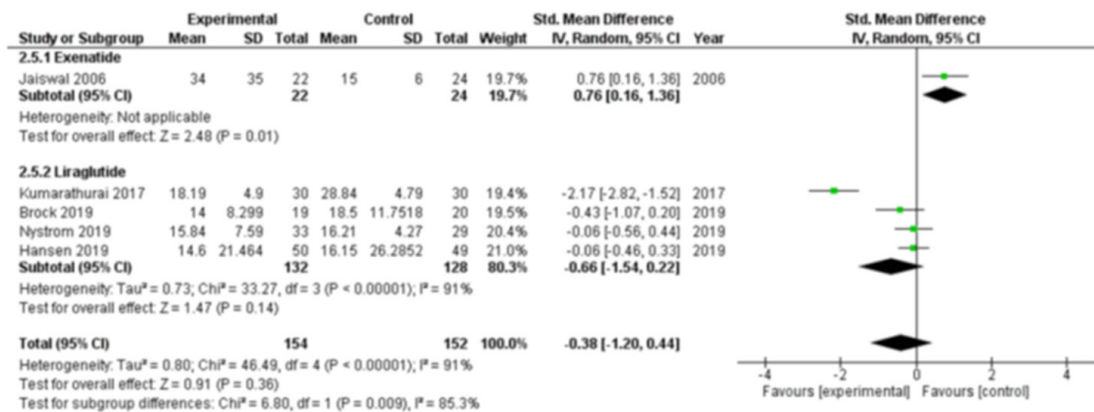 Experimental Control Std. Mean Difference Std. Mean Difference
Study or Subgroup Mean SD Total Mean SD Total Weight IV, Random, 95% CI Year IV, Random, 95% CI
2.5.1 Exenatide
Jaiswal 2006 34 35 22 15 6 24 19.7% 0.76 [0.16, 1.36] 2006
Subtotal (95% CI) 22 24 19.7% 0.76 [0.16, 1.36]
Heterogeneity: Not applicable
Test for overall effect: Z = 2.48 (P = 0.01)
2.5.2 Liraglutide
Kumarathurai 2017 18.19 4.9 30 28.84 4.79 30 19.4% -2.17 [-2.82, -1.52] 2017
Brock 2019 14 8.299 19 18.5 11.7518 20 19.5% -0.43 [-1.07, 0.20] 2019
Nystrom 2019 15.84 7.59 33 16.21 4.27 29 20.4% -0.06 [-0.56, 0.44] 2019
Hansen 2019 14.6 21.464 50 16.15 26.2852 49 21.0% -0.06 [-0.46, 0.33] 2019
Subtotal (95% CI) 132 128 80.3% -0.66 [-1.54, 0.22]
Heterogeneity: Tau² = 0.73; Chi² = 33.27, df = 3 (P < 0.00001); I² = 91%
Test for overall effect: Z = 1.47 (P = 0.14)
Total (95% CI) 154 152 100.0% -0.38 [-1.20, 0.44]
Heterogeneity: Tau² = 0.80; Chi² = 46.49, df = 4 (P < 0.00001); I² = 91%
Test for overall effect: Z = 0.91 (P = 0.36)
Test for subgroup differences: Chi² = 6.80, df = 1 (P = 0.009), I² = 85.3%
-4 -2 0 2 4
Favours [experimental] Favours [control]